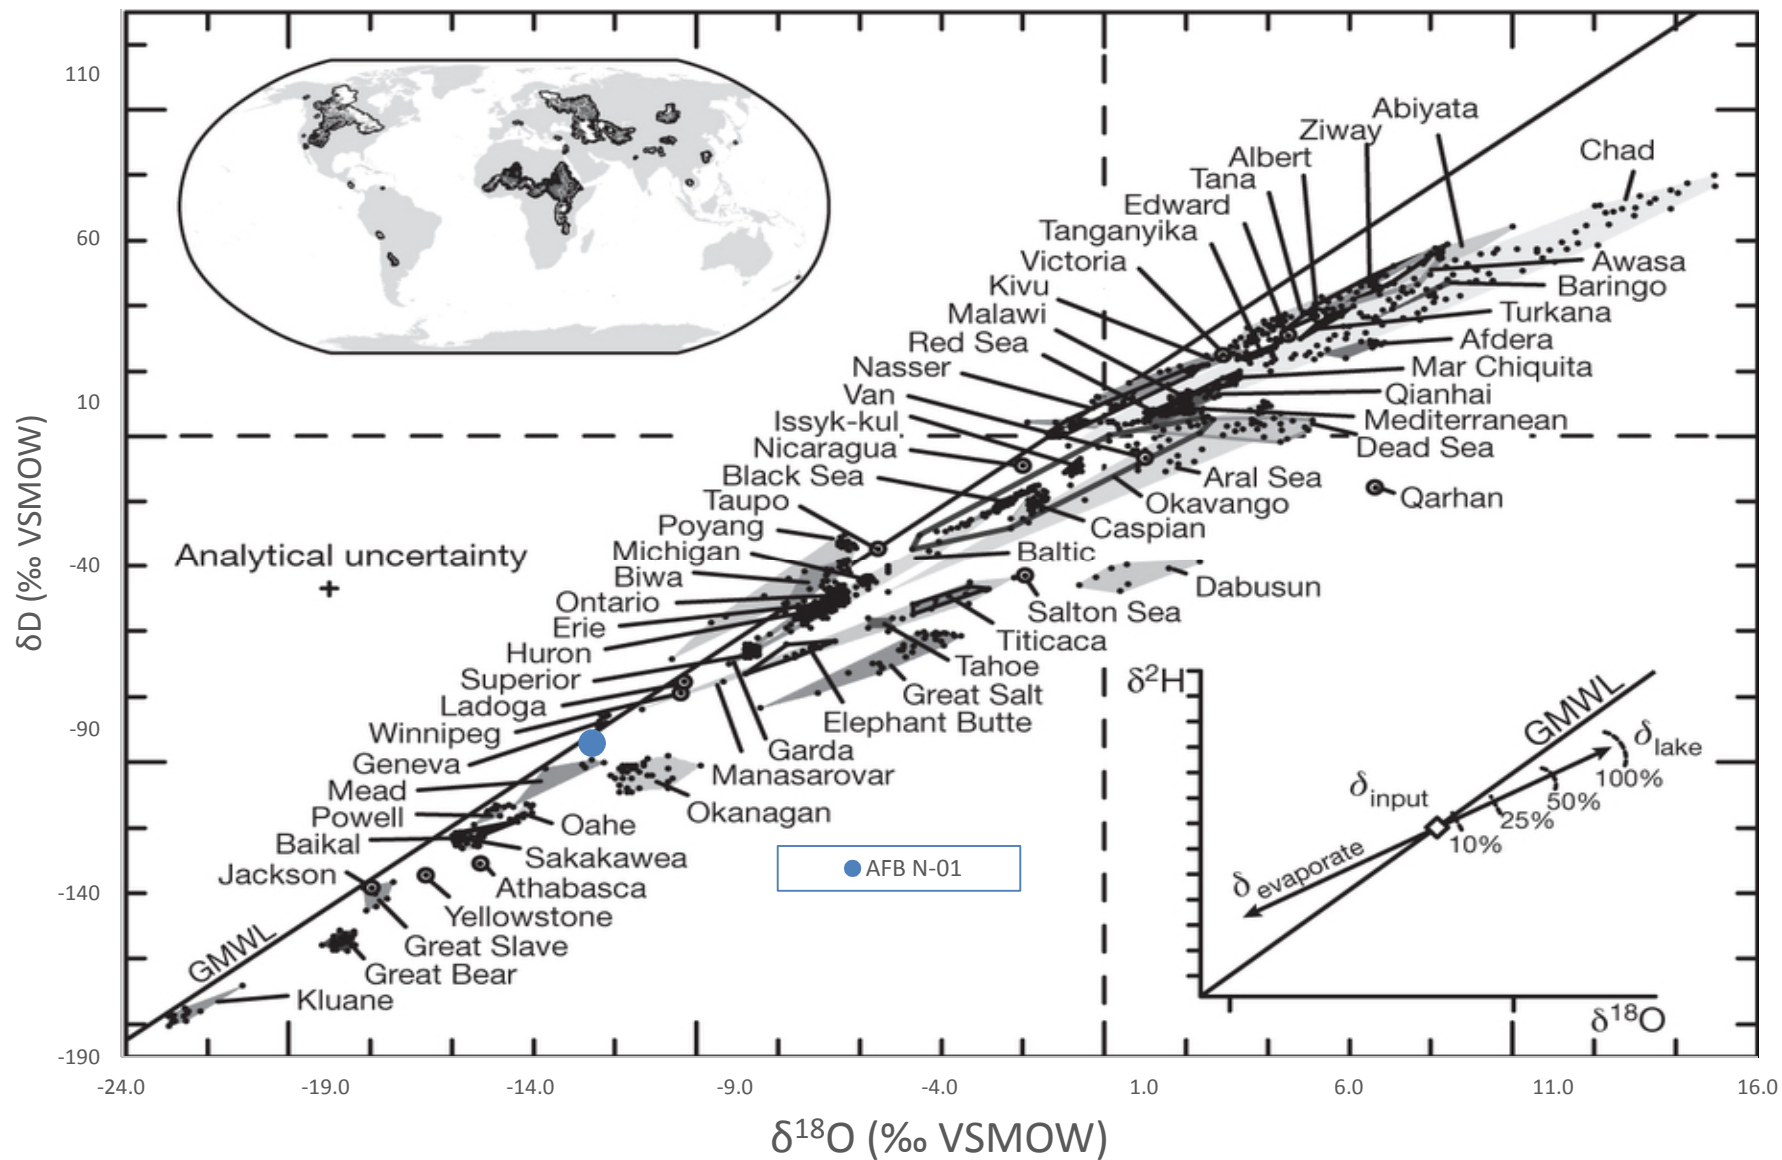 110
60
10
-40
-90
-140
-190
δD (‰ VSMOW)
Abiyata
Ziway
Chad
Albert
Tana
Edward
Tanganyika
Victoria
Awasa
Kivu
Baringo
Malawi
Turkana
Red Sea
Afdera
Nasser
Mar Chiquita
Van
Qianhai
Issyk-kul
Mediterranean
Nicaragua
Dead Sea
Black Sea
Aral Sea
Taupo
Okavango
Qarhan
Poyang
Caspian
Michigan
Baltic
Analytical uncertainty
Biwa
Dabusun
Ontario
Salton Sea
Erie
Titicaca
Huron
Tahoe
Superior
Great Salt
Ladoga
Elephant Butte
Winnipeg
Garda
Geneva
Manasarovar
Mead
Okanagan
Powell
Oahe
Baikal
Sakakawea
Jackson
Athabasca
Yellowstone
Great Slave
GMWL
Great Bear
Kluane
AFB N-01
δ²H
GMWL
δlake
δinput
100%
50%
25%
10%
δevaporate
δ¹⁸O
-24.0 -19.0 -14.0 -9.0 -4.0 1.0 6.0 11.0 16.0
δ¹⁸O (‰ VSMOW)